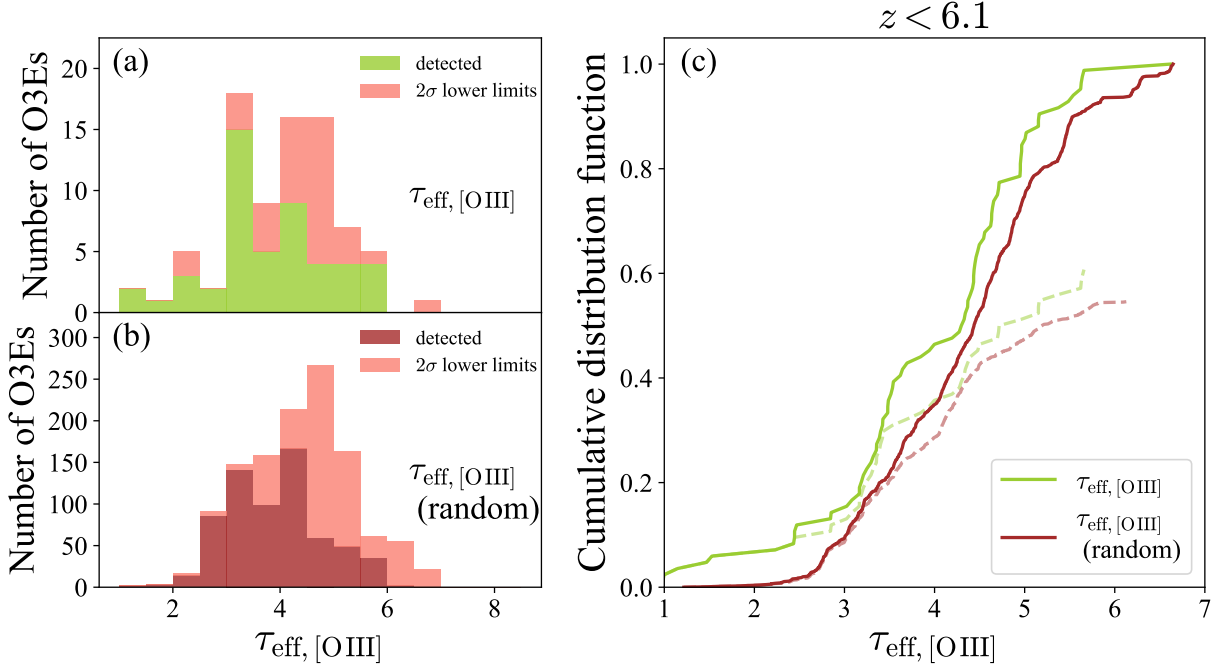 z < 6.1
(a)
detected
2σ lower limits
τeff, [O III]
Number of O3Es
20
15
10
5
0
(b)
detected
2σ lower limits
τeff, [O III]
(random)
Number of O3Es
300
250
200
150
100
50
0
2
4
6
8
τeff, [O III]
(c)
Cumulative distribution function
1.0
0.8
0.6
0.4
0.2
0.0
τeff, [O III]
τeff, [O III]
(random)
1
2
3
4
5
6
7
τeff, [O III]